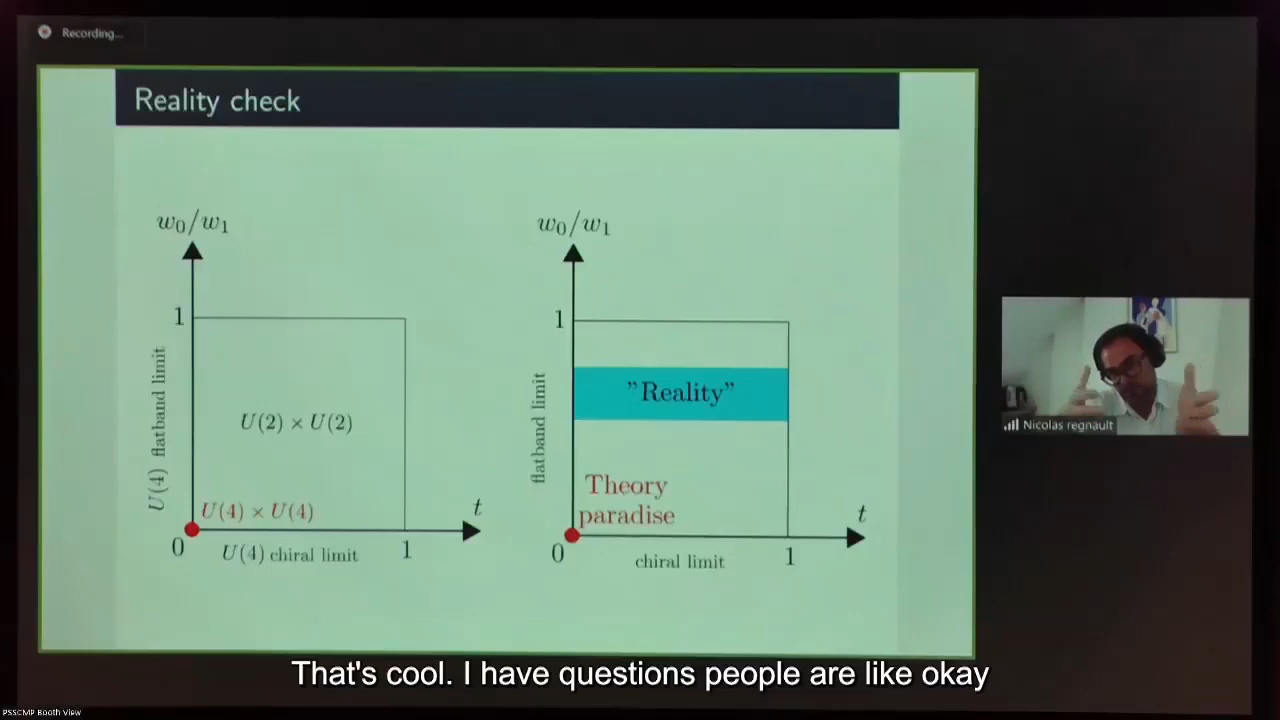 Recording...
Reality check
w₀/w₁
1
U(4) flatband limit
U(2) × U(2)
U(4) × U(4)
t
0
U(4) chiral limit
1
w₀/w₁
1
flatband limit
"Reality"
Theory
paradise
t
0
chiral limit
1
Nicolas regnault
That's cool. I have questions people are like okay
PSSCMP Booth View